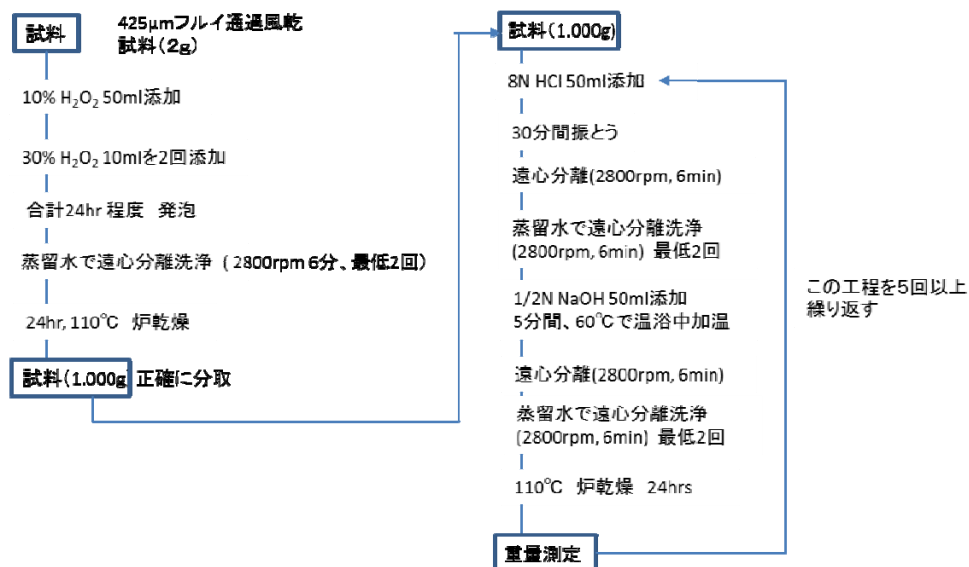 試料
425μmフルイ通過風乾
試料(2g)
10% H₂O₂ 50ml添加
30% H₂O₂ 10mlを2回添加
合計24hr 程度 発泡
蒸留水で遠心分離洗浄 (2800rpm 6分、最低2回)
24hr, 110℃ 炉乾燥
試料(1.000g) 正確に分取
試料(1.000g)
8N HCl 50ml添加
30分間振とう
遠心分離(2800rpm, 6min)
蒸留水で遠心分離洗浄
(2800rpm, 6min) 最低2回
1/2N NaOH 50ml添加
5分間、60℃で温浴中加温
遠心分離(2800rpm, 6min)
蒸留水で遠心分離洗浄
(2800rpm, 6min) 最低2回
110℃ 炉乾燥 24hrs
重量測定
この工程を5回以上
繰り返す